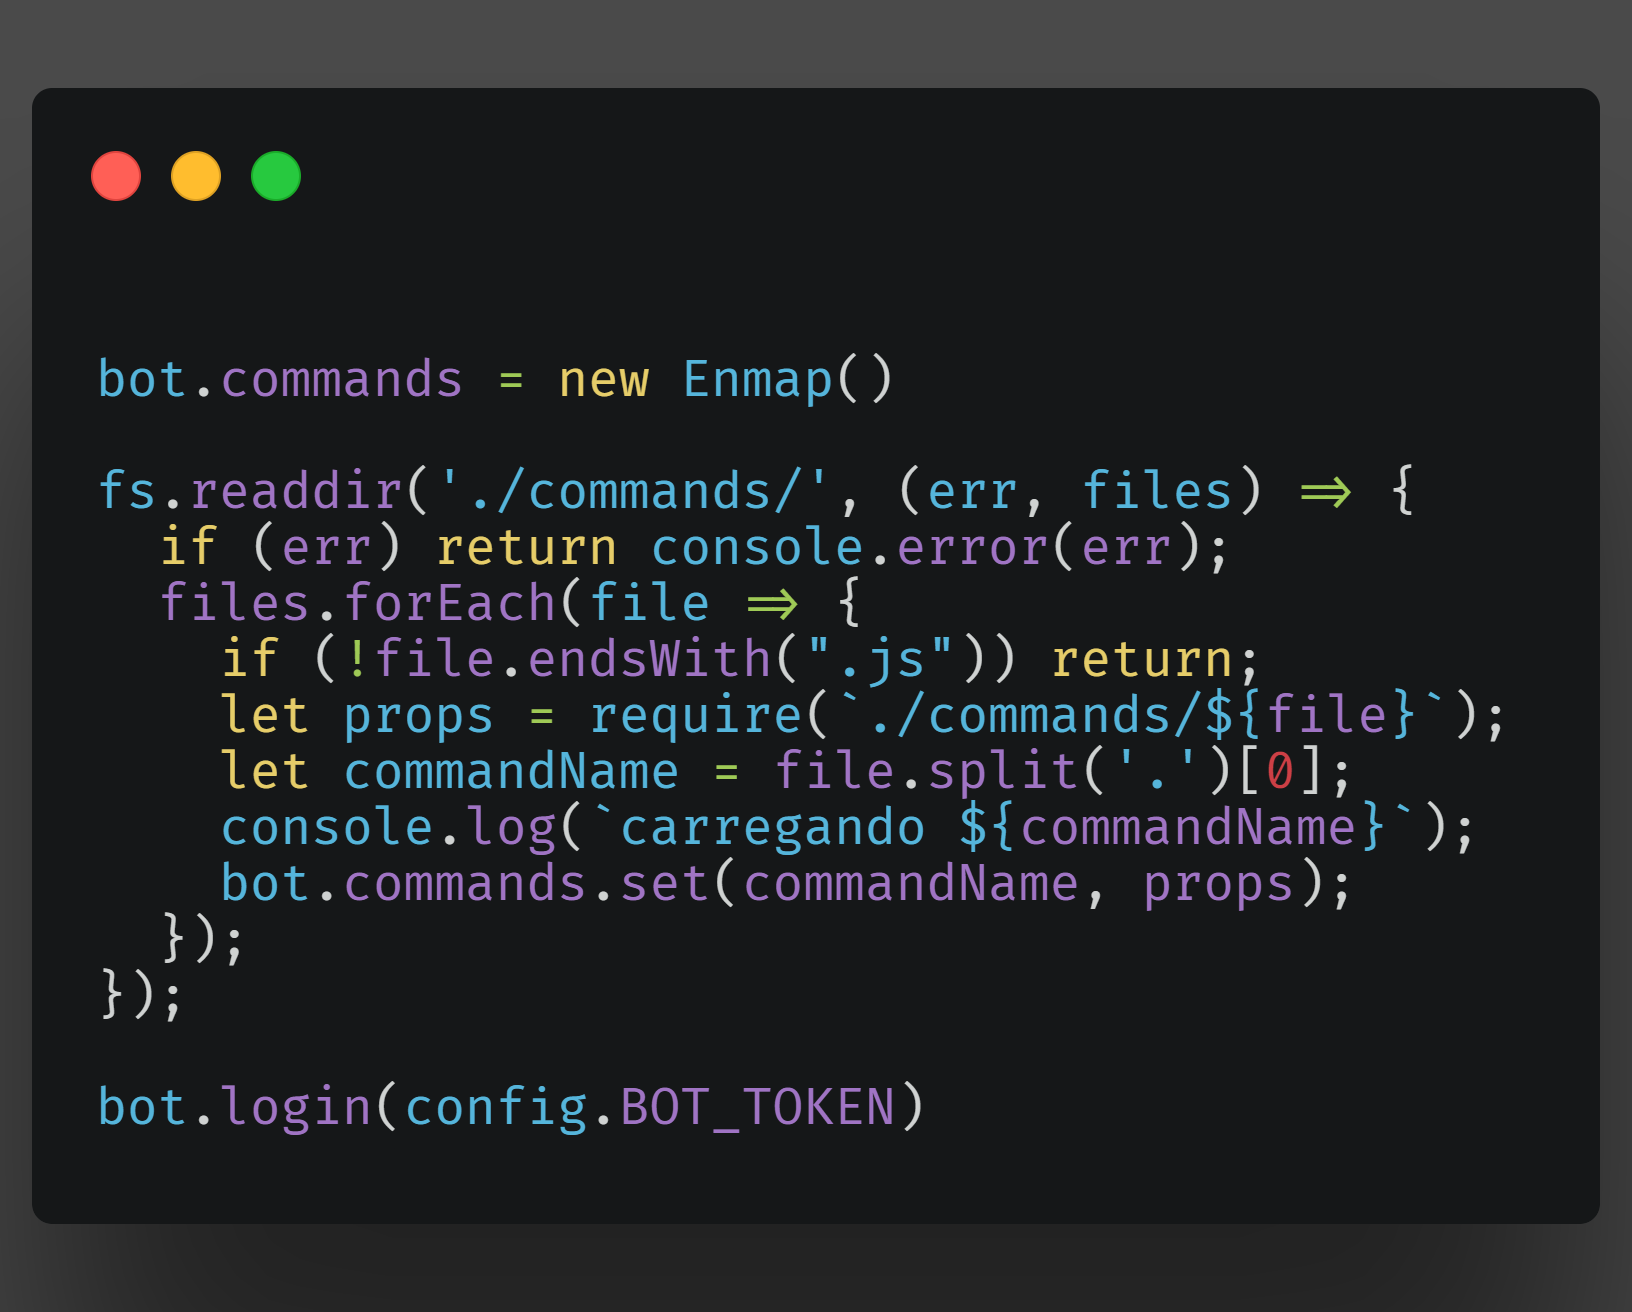 bot.commands = new Enmap()
fs.readdir('./commands/', (err, files) => {
  if (err) return console.error(err);
  files.forEach(file => {
    if (!file.endsWith(".js")) return;
    let props = require(`./commands/${file}`);
    let commandName = file.split('.')[0];
    console.log(`carregando ${commandName}`);
    bot.commands.set(commandName, props);
  });
});
bot.login(config.BOT_TOKEN)